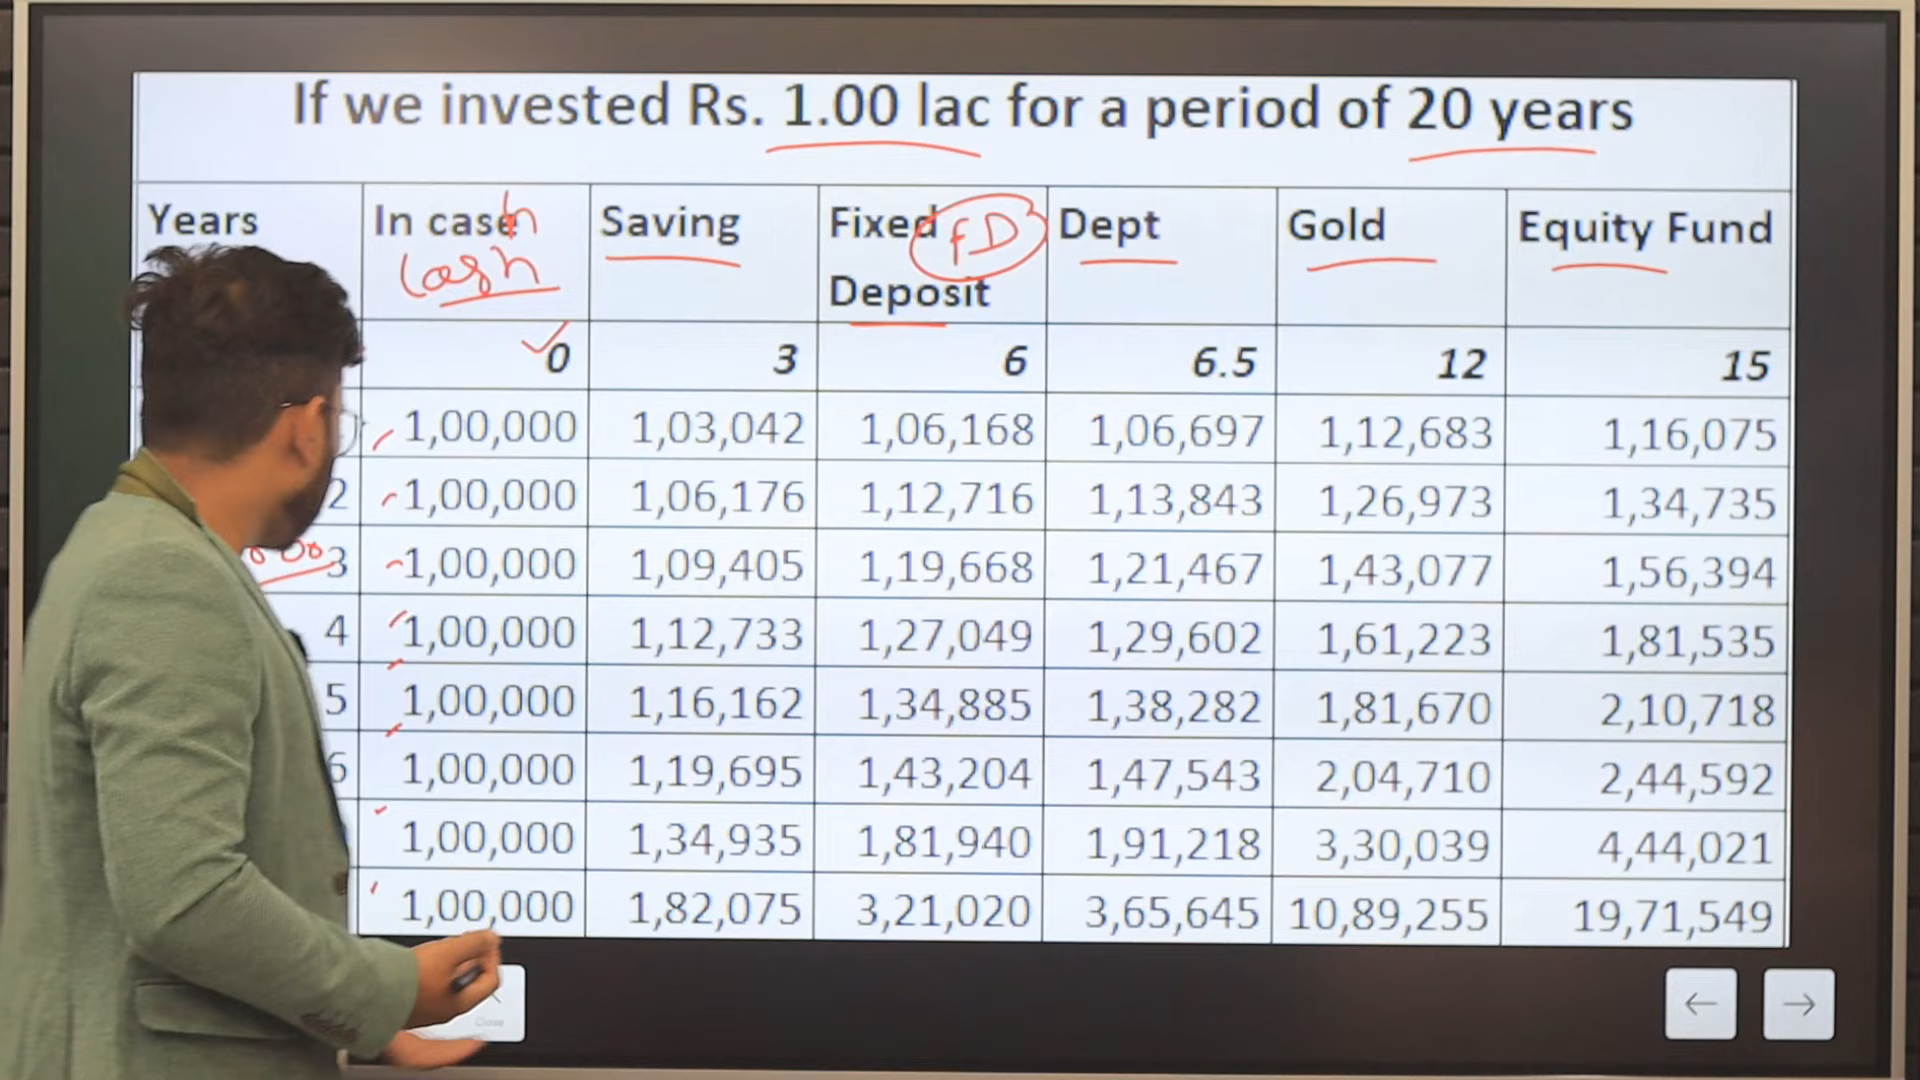 If we invested Rs. 1.00 lac for a period of 20 years
Years In case Saving Fixed Deposit Dept Gold Equity Fund
h
Cash
FD
0 3 6 6.5 12 15
1,00,000 1,03,042 1,06,168 1,06,697 1,12,683 1,16,075
2 1,00,000 1,06,176 1,12,716 1,13,843 1,26,973 1,34,735
3 1,00,000 1,09,405 1,19,668 1,21,467 1,43,077 1,56,394
4 1,00,000 1,12,733 1,27,049 1,29,602 1,61,223 1,81,535
5 1,00,000 1,16,162 1,34,885 1,38,282 1,81,670 2,10,718
6 1,00,000 1,19,695 1,43,204 1,47,543 2,04,710 2,44,592
1,00,000 1,34,935 1,81,940 1,91,218 3,30,039 4,44,021
1,00,000 1,82,075 3,21,020 3,65,645 10,89,255 19,71,549
Close